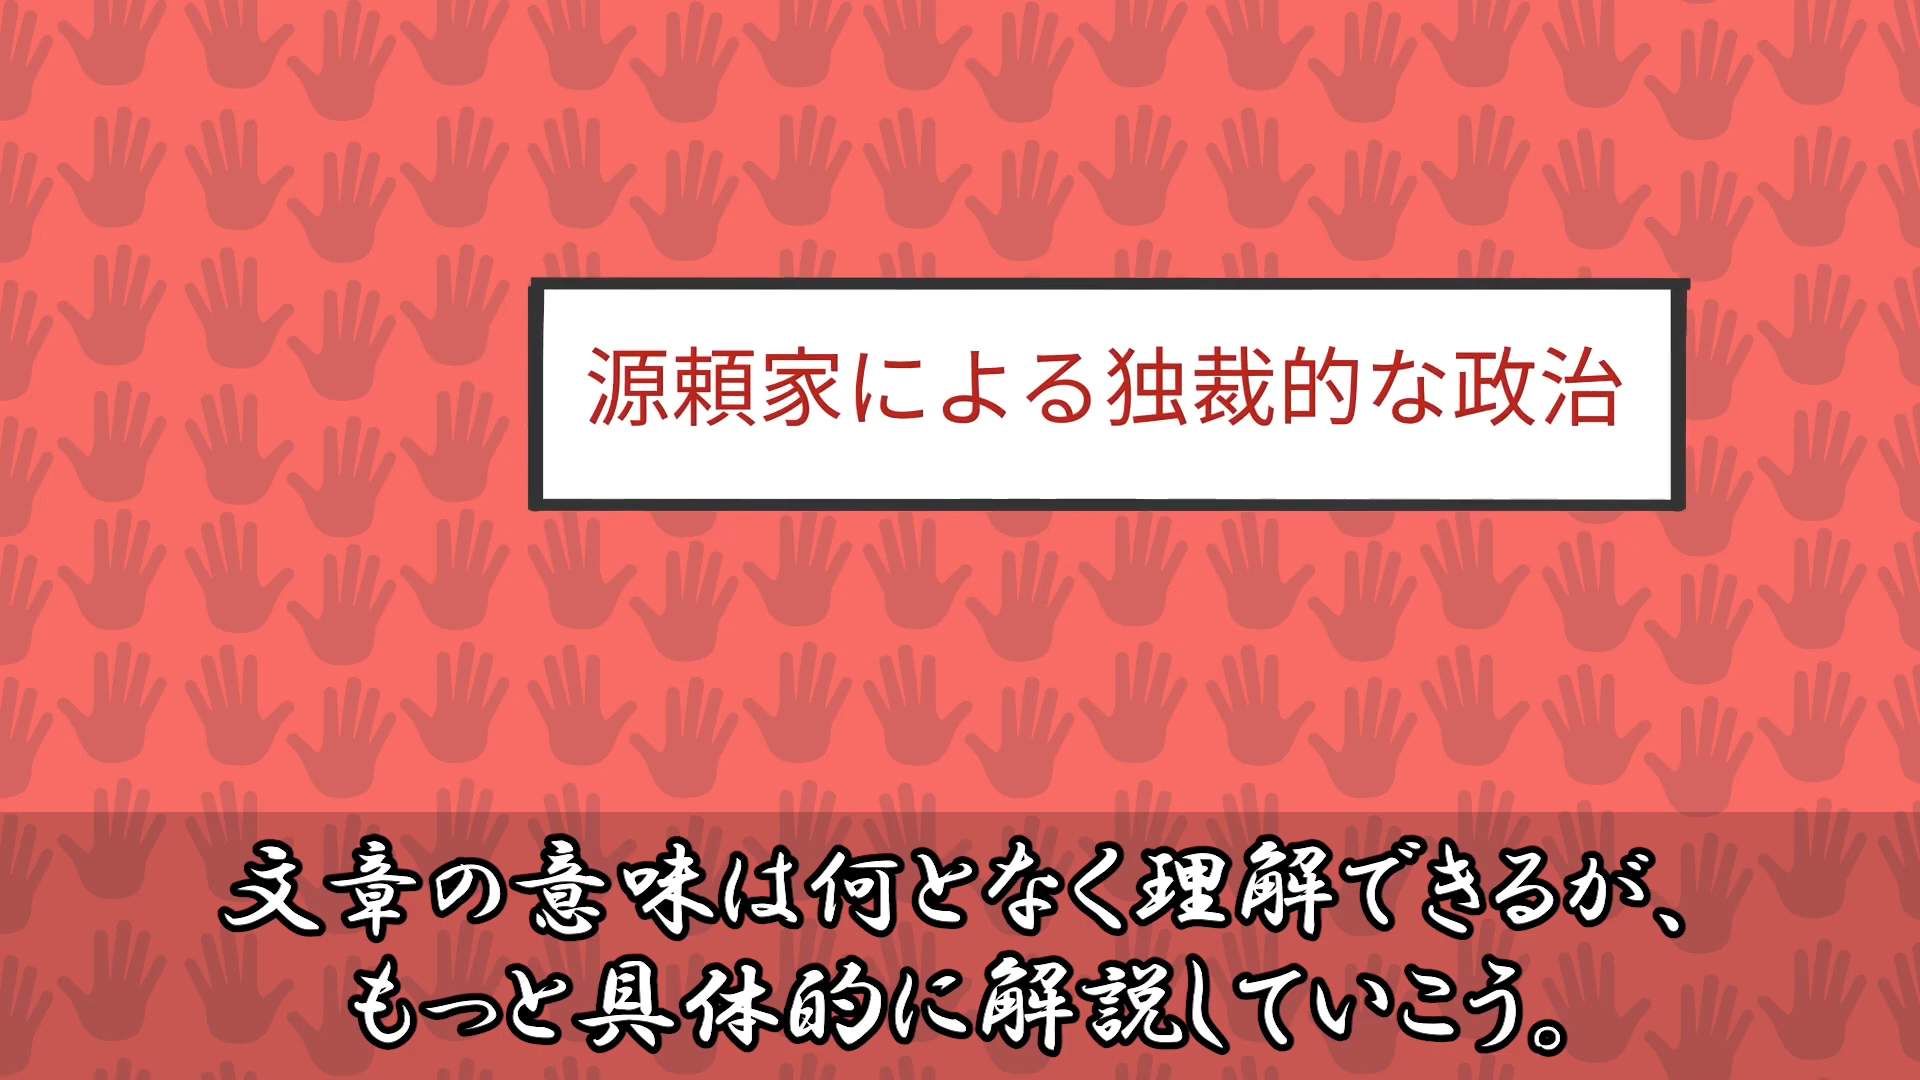 源頼家による独裁的な政治
文章の意味は何となく理解できるが、
もっと具体的に解説していこう。